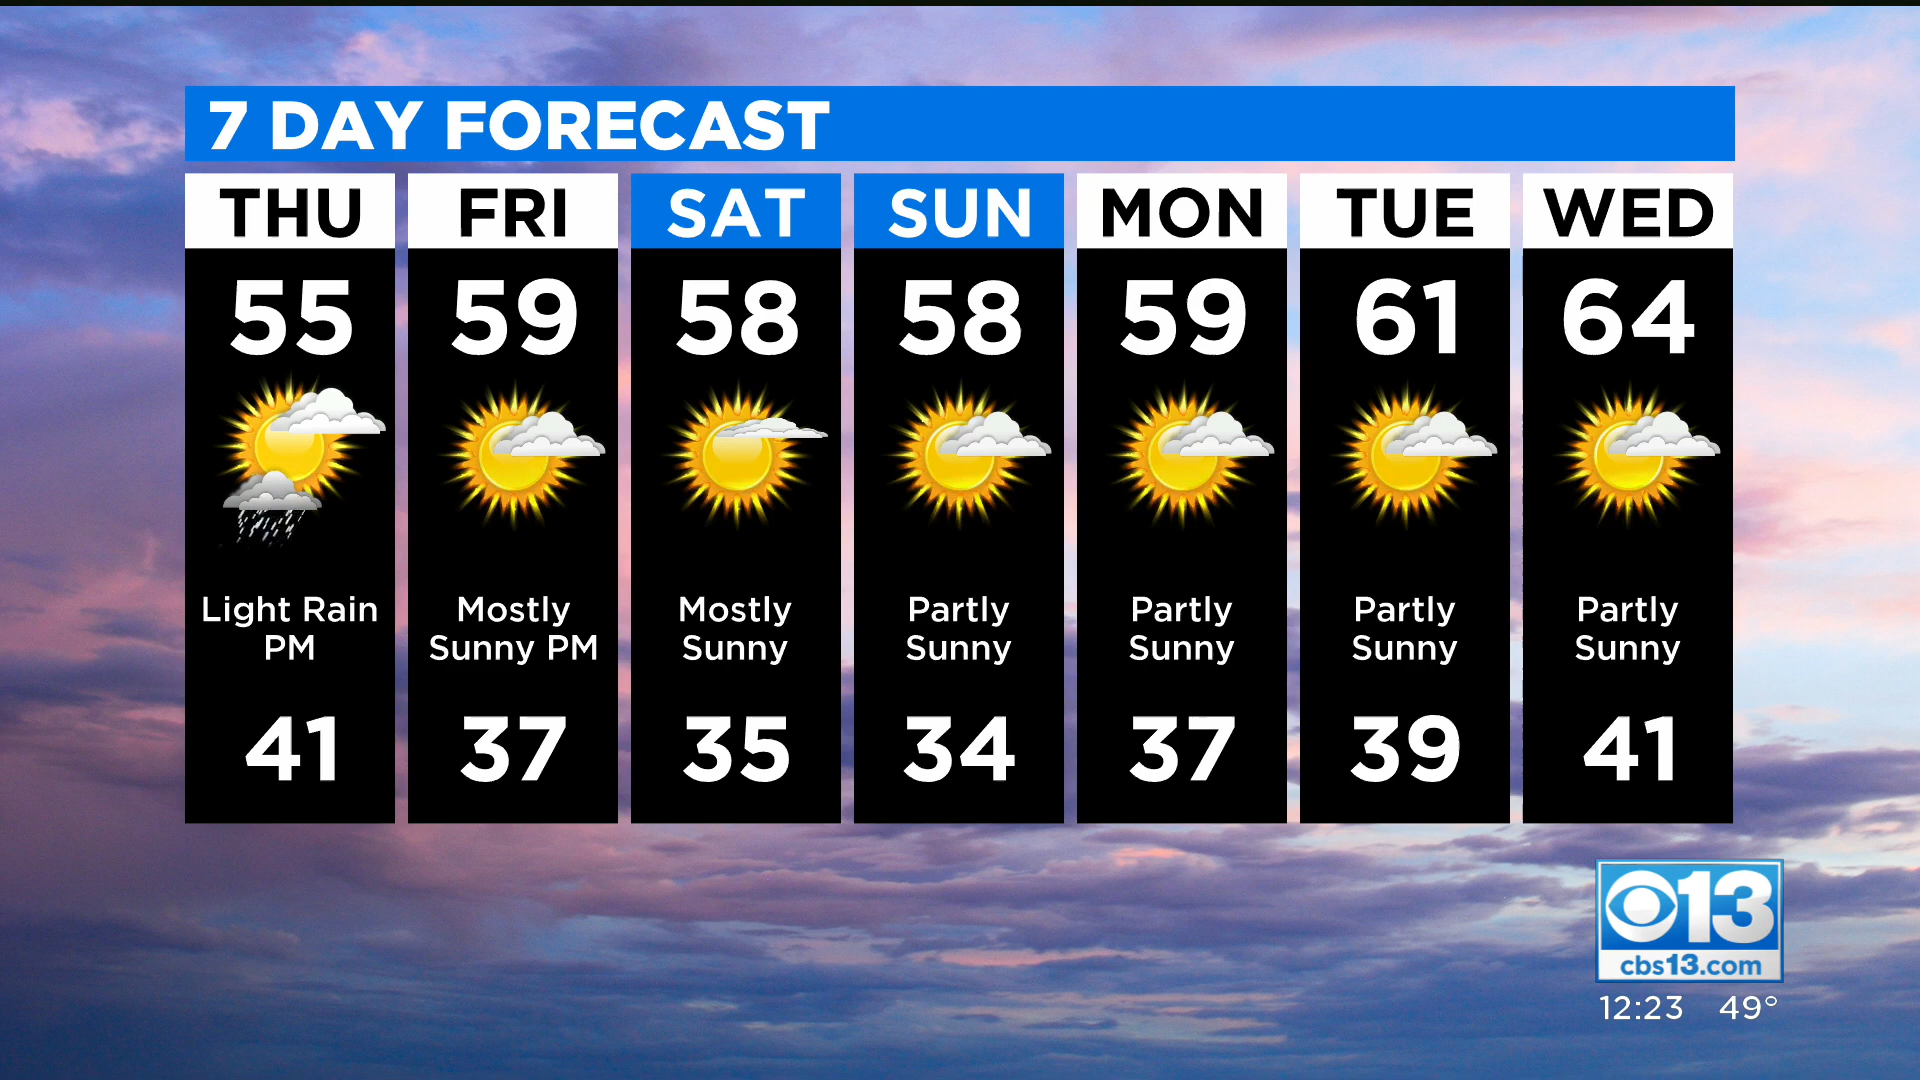 7 DAY FORECAST
THU FRI SAT SUN MON TUE WED
55 59 58 58 59 61 64
Light Rain PM
Mostly Sunny PM
Mostly Sunny
Partly Sunny
Partly Sunny
Partly Sunny
Partly Sunny
41 37 35 34 37 39 41
13
cbs13.com
12:23 49°